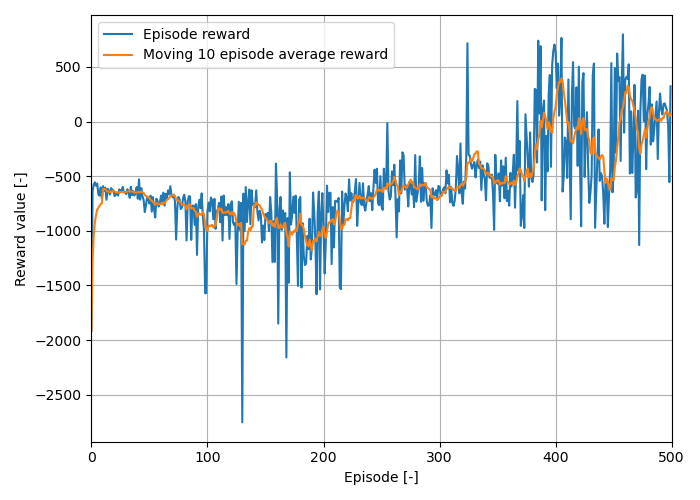 Episode reward
Moving 10 episode average reward
500
0
−500
−1000
−1500
−2000
−2500
Reward value [-]
0 100 200 300 400 500
Episode [-]